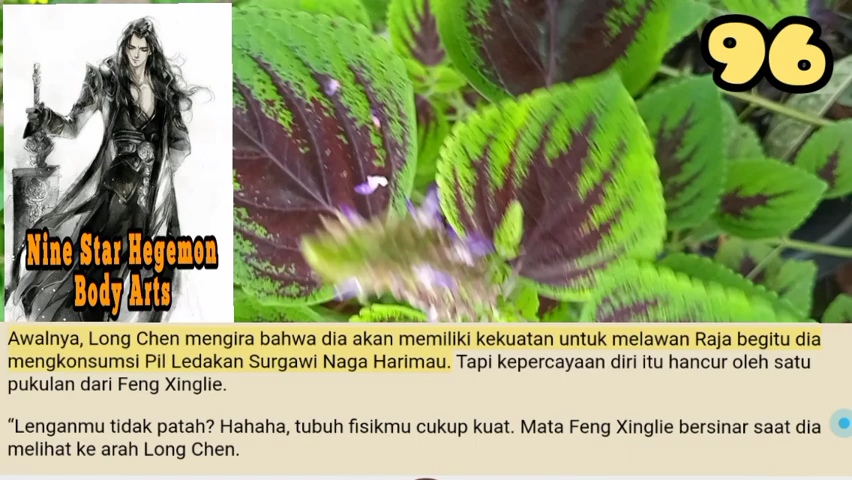 96
Nine Star Hegemon
Body Arts
Awalnya, Long Chen mengira bahwa dia akan memiliki kekuatan untuk melawan Raja begitu dia
mengkonsumsi Pil Ledakan Surgawi Naga Harimau. Tapi kepercayaan diri itu hancur oleh satu
pukulan dari Feng Xinglie.
“Lenganmu tidak patah? Hahaha, tubuh fisikmu cukup kuat. Mata Feng Xinglie bersinar saat dia
melihat ke arah Long Chen.